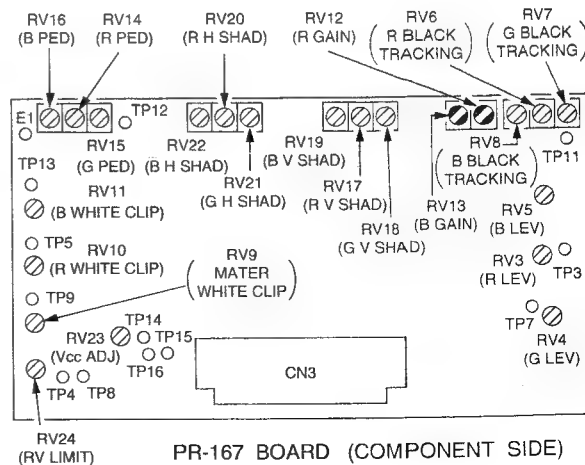 RV16
(B PED)
RV14
(R PED)
RV20
(R H SHAD)
RV12
(R GAIN)
RV6
(R BLACK
TRACKING)
RV7
(G BLACK
TRACKING)
E1
TP12
RV15
(G PED)
RV22
(B H SHAD)
RV21
(G H SHAD)
RV19
(B V SHAD)
RV17
(R V SHAD)
RV18
(G V SHAD)
RV13
(B GAIN)
RV8
(B BLACK
TRACKING)
TP11
TP13
RV11
(B WHITE CLIP)
TP5
RV10
(R WHITE CLIP)
RV9
(MATER
WHITE CLIP)
RV5
(B LEV)
RV3
(R LEV)
TP3
TP9
RV23
(Vcc ADJ)
TP14
TP15
TP16
TP4
TP8
CN3
TP7
RV4
(G LEV)
RV24
(RV LIMIT)
PR-167 BOARD (COMPONENT SIDE)